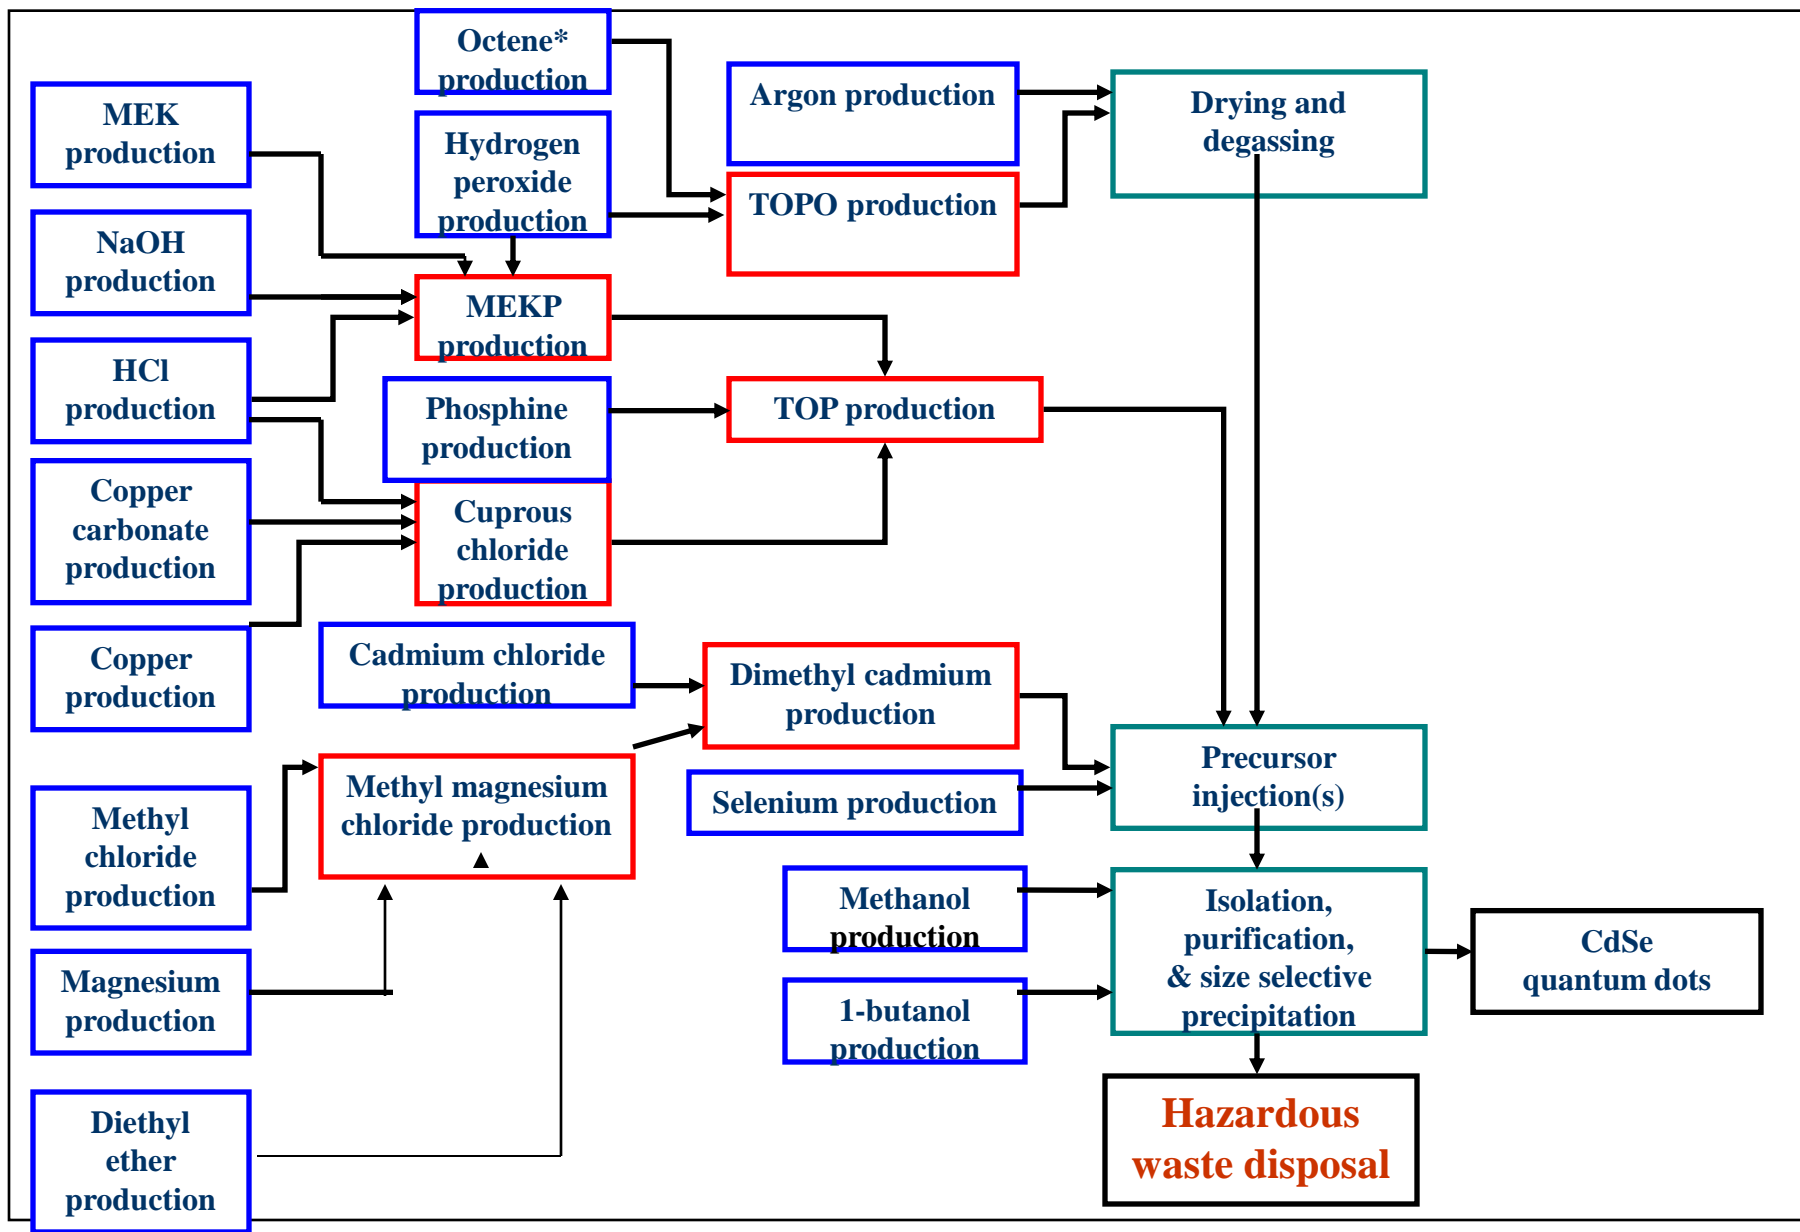 Octene*
production
MEK
production
Argon production
Drying and
degassing
Hydrogen
peroxide
production
TOPO production
NaOH
production
MEKP
production
HCl
production
Phosphine
production
TOP production
Copper
carbonate
production
Cuprous
chloride
production
Copper
production
Cadmium chloride
production
Dimethyl cadmium
production
Precursor
injection(s)
Methyl magnesium
chloride production
Selenium production
Methyl
chloride
production
Methanol
production
Isolation,
purification,
& size selective
precipitation
CdSe
quantum dots
Magnesium
production
1-butanol
production
Diethyl
ether
production
Hazardous
waste disposal